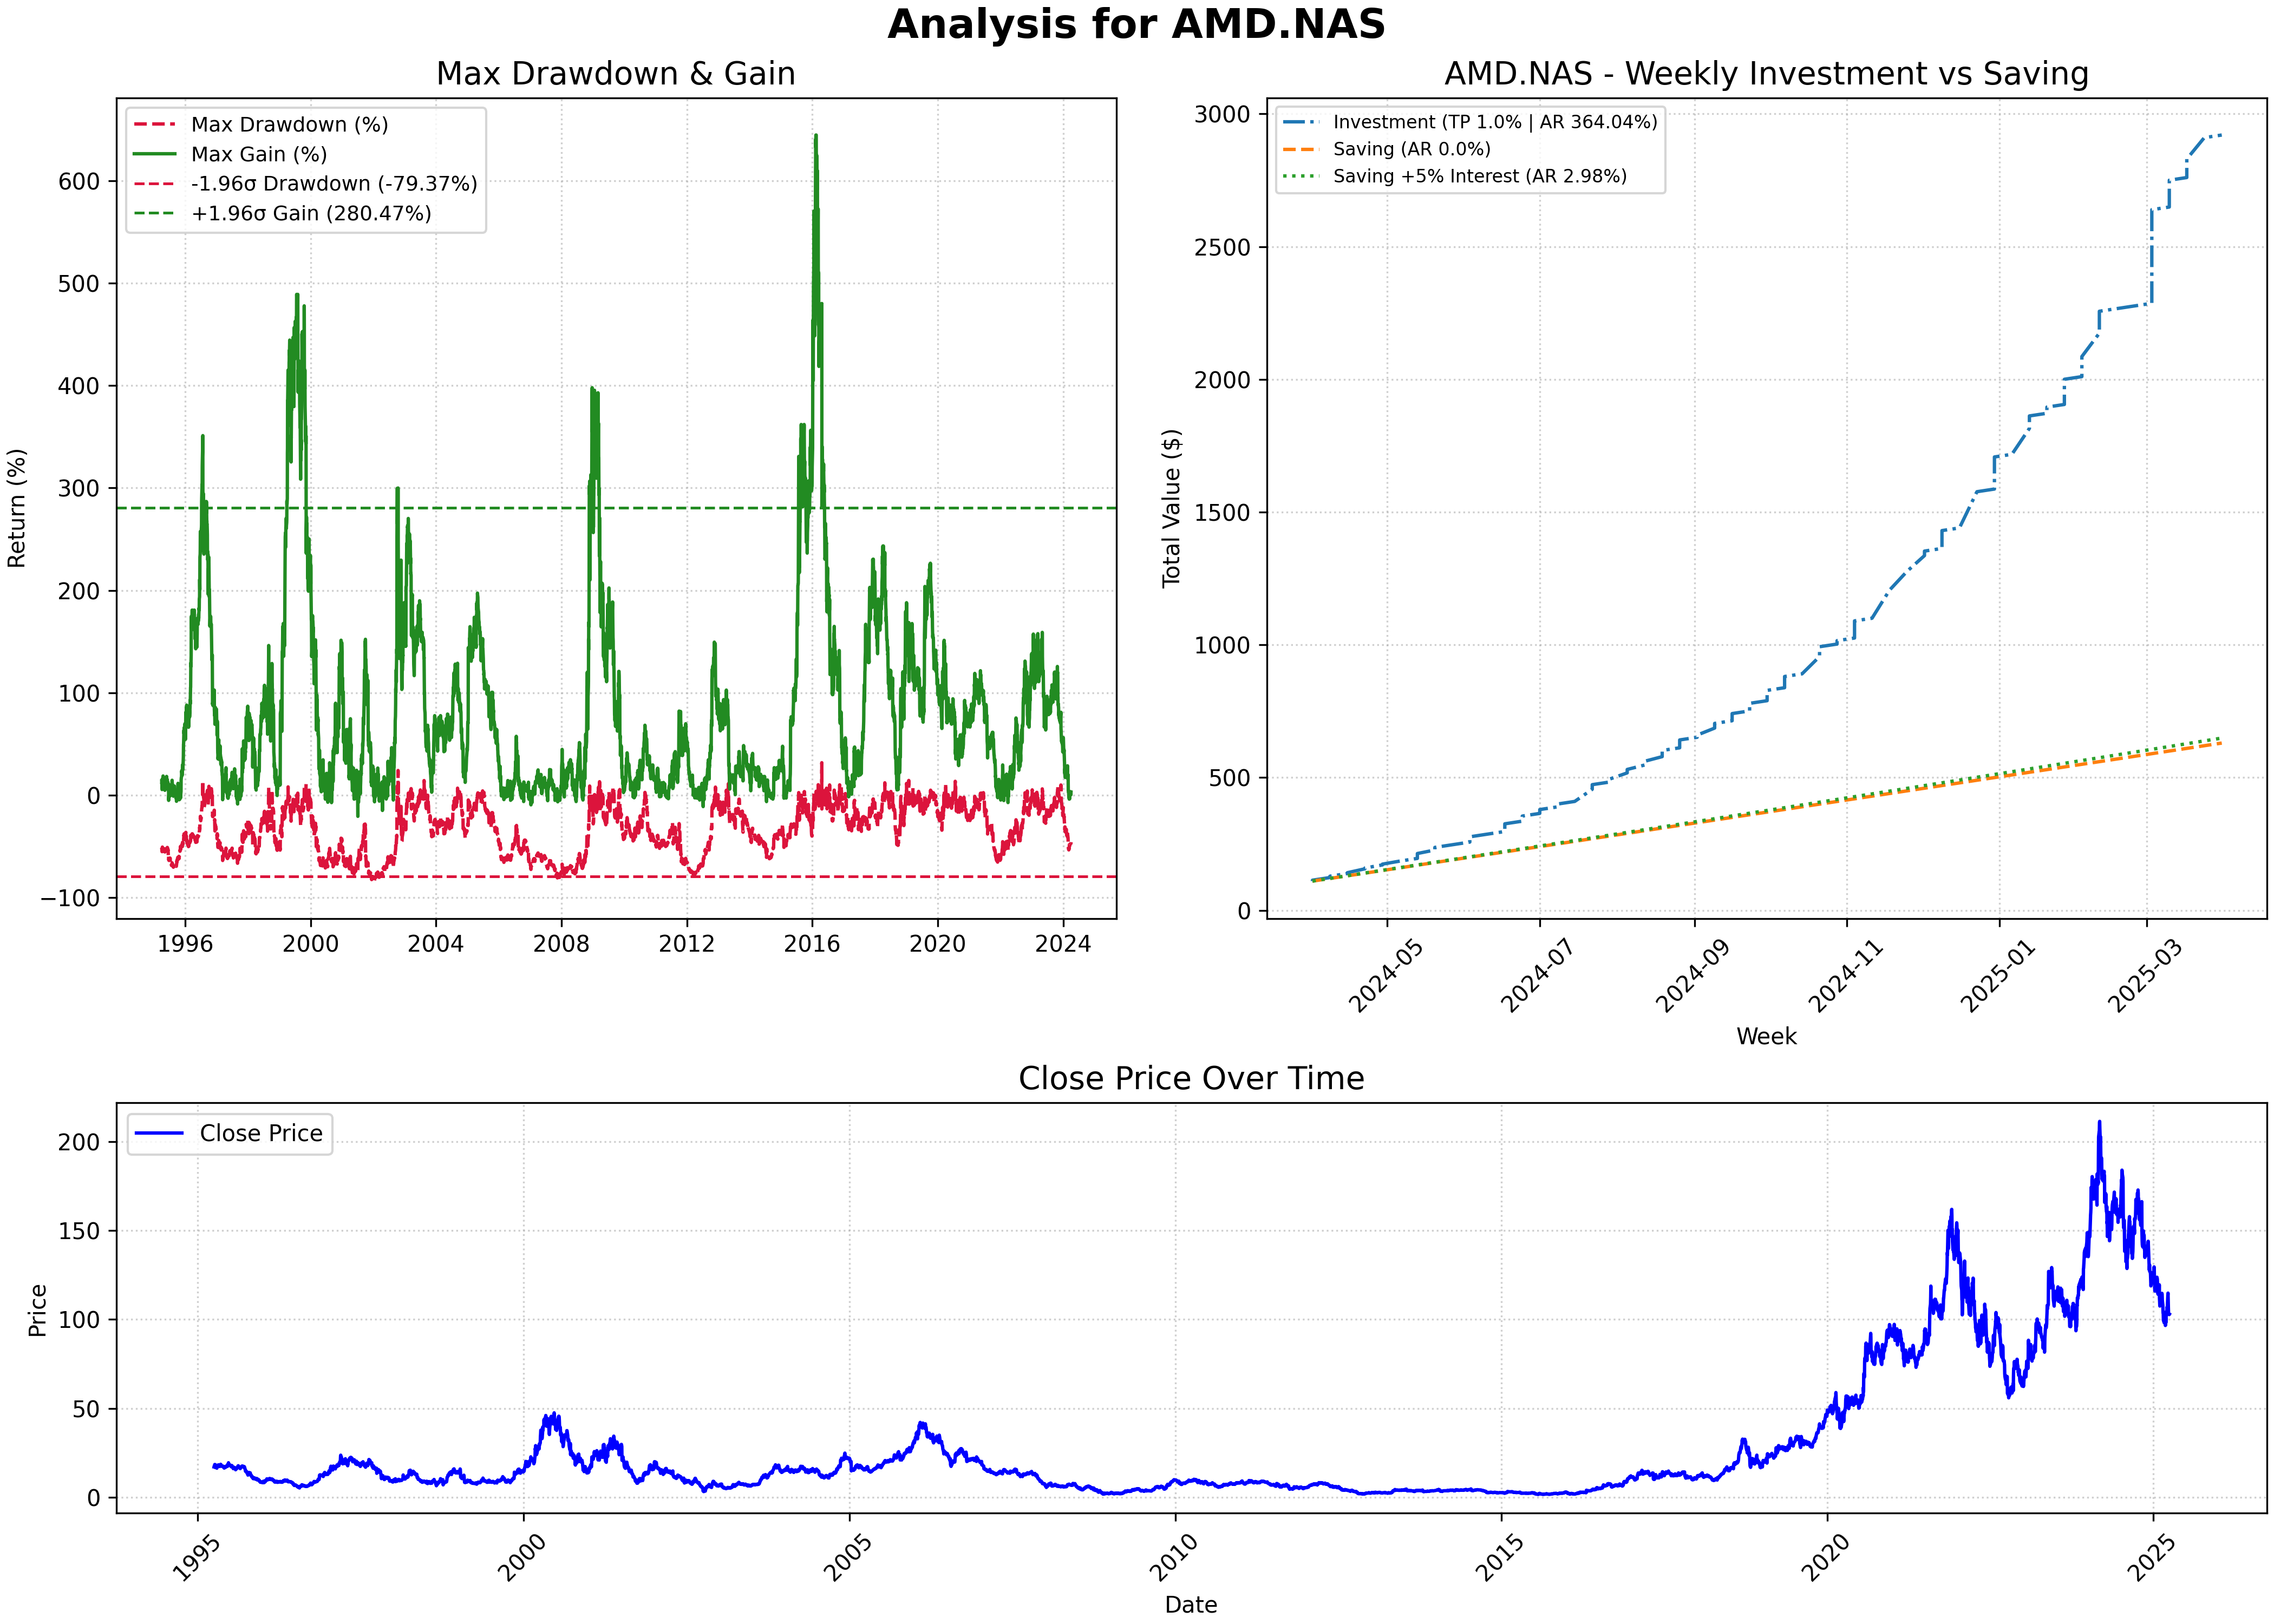 Analysis for AMD.NAS
Max Drawdown & Gain
Max Drawdown (%)
Max Gain (%)
-1.96σ Drawdown (-79.37%)
+1.96σ Gain (280.47%)
Return (%)
600
500
400
300
200
100
0
−100
1996 2000 2004 2008 2012 2016 2020 2024
AMD.NAS - Weekly Investment vs Saving
Investment (TP 1.0% | AR 364.04%)
Saving (AR 0.0%)
Saving +5% Interest (AR 2.98%)
Total Value ($)
3000
2500
2000
1500
1000
500
0
2024-05 2024-07 2024-09 2024-11 2025-01 2025-03
Week
Close Price Over Time
Close Price
Price
200
150
100
50
0
1995 2000 2005 2010 2015 2020 2025
Date